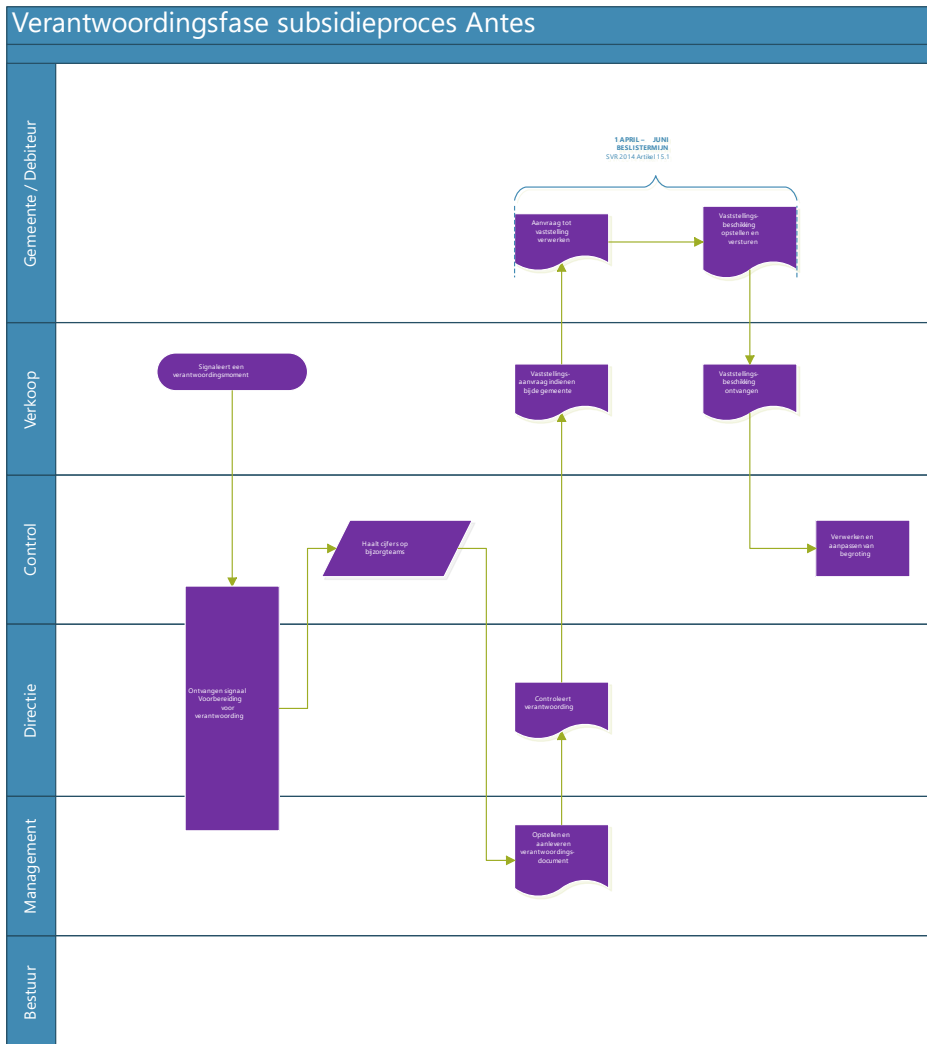 Verantwoordingsfase subsidieproces Antes
Gemeente / Debiteur
1 APRIL – JUNI
BESLISTERMIJN
SVR 2014 Artikel 15.1
Aanvraag tot
vaststelling
verwerken
Vaststellings-
beschikking
opstellen en
versturen
Verkoop
Signaleert een
verantwoordingsmoment
Vaststellings-
aanvraag indienen
bij de gemeente
Vaststellings-
beschikking
ontvangen
Control
Haalt cijfers op
bij zorgteams
Verwerken en
aanpassen van
begroting
Directie
Ontvangen signaal
Voorbereiding
voor
verantwoording
Controleert
verantwoording
Management
Opstellen en
aanleveren
verantwoordings-
document
Bestuur